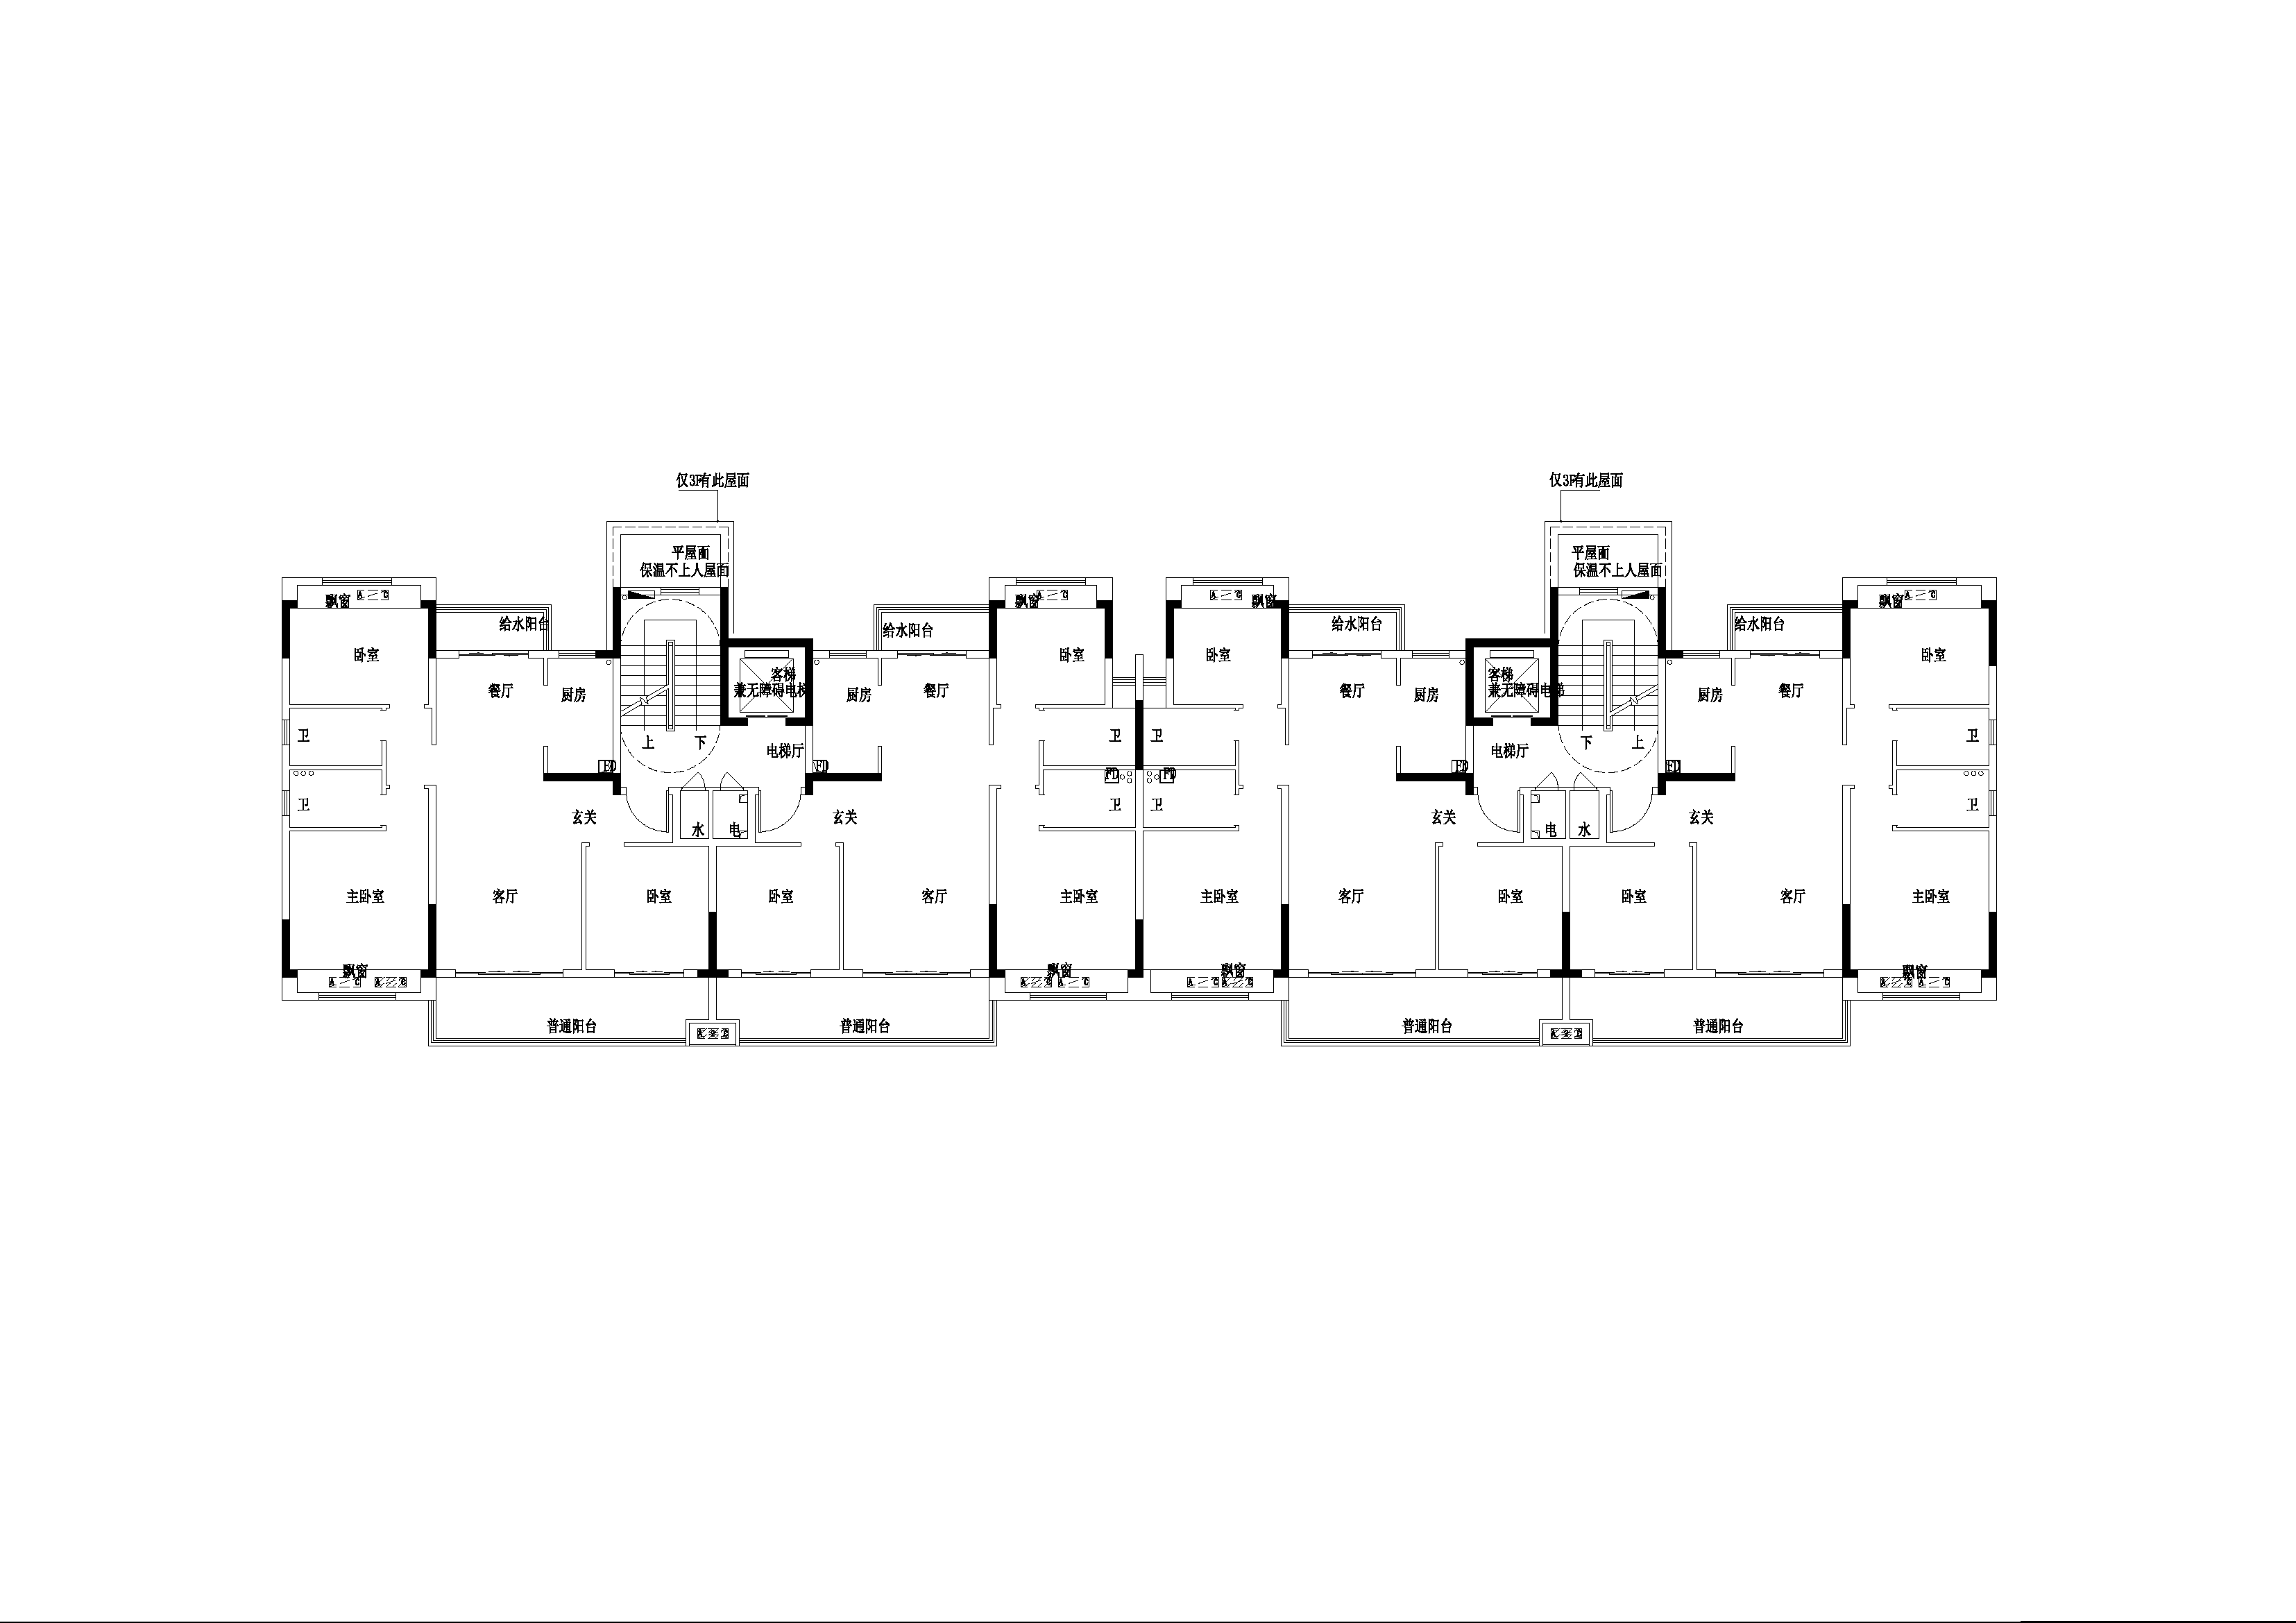 仅3F有此屋面
仅3F有此屋面
平屋面
保温不上人屋面
平屋面
保温不上人屋面
飘窗
A C
飘窗
A C
A C
飘窗
飘窗
A C
给水阳台
给水阳台
给水阳台
给水阳台
卧室
卧室
卧室
卧室
餐厅
厨房
客梯
兼无障碍电梯
厨房
餐厅
餐厅
厨房
客梯
兼无障碍电梯
厨房
餐厅
卫
上
下
电梯厅
卫
卫
电梯厅
下
上
卫
FD
FD
FD
FD
FD
FD
卫
玄关
水
电
玄关
卫
卫
玄关
电
水
玄关
卫
主卧室
客厅
卧室
卧室
客厅
主卧室
主卧室
客厅
卧室
卧室
客厅
主卧室
飘窗
A C
A C
飘窗
A C
A C
飘窗
A C
A C
飘窗
A C
A C
普通阳台
普通阳台
普通阳台
普通阳台